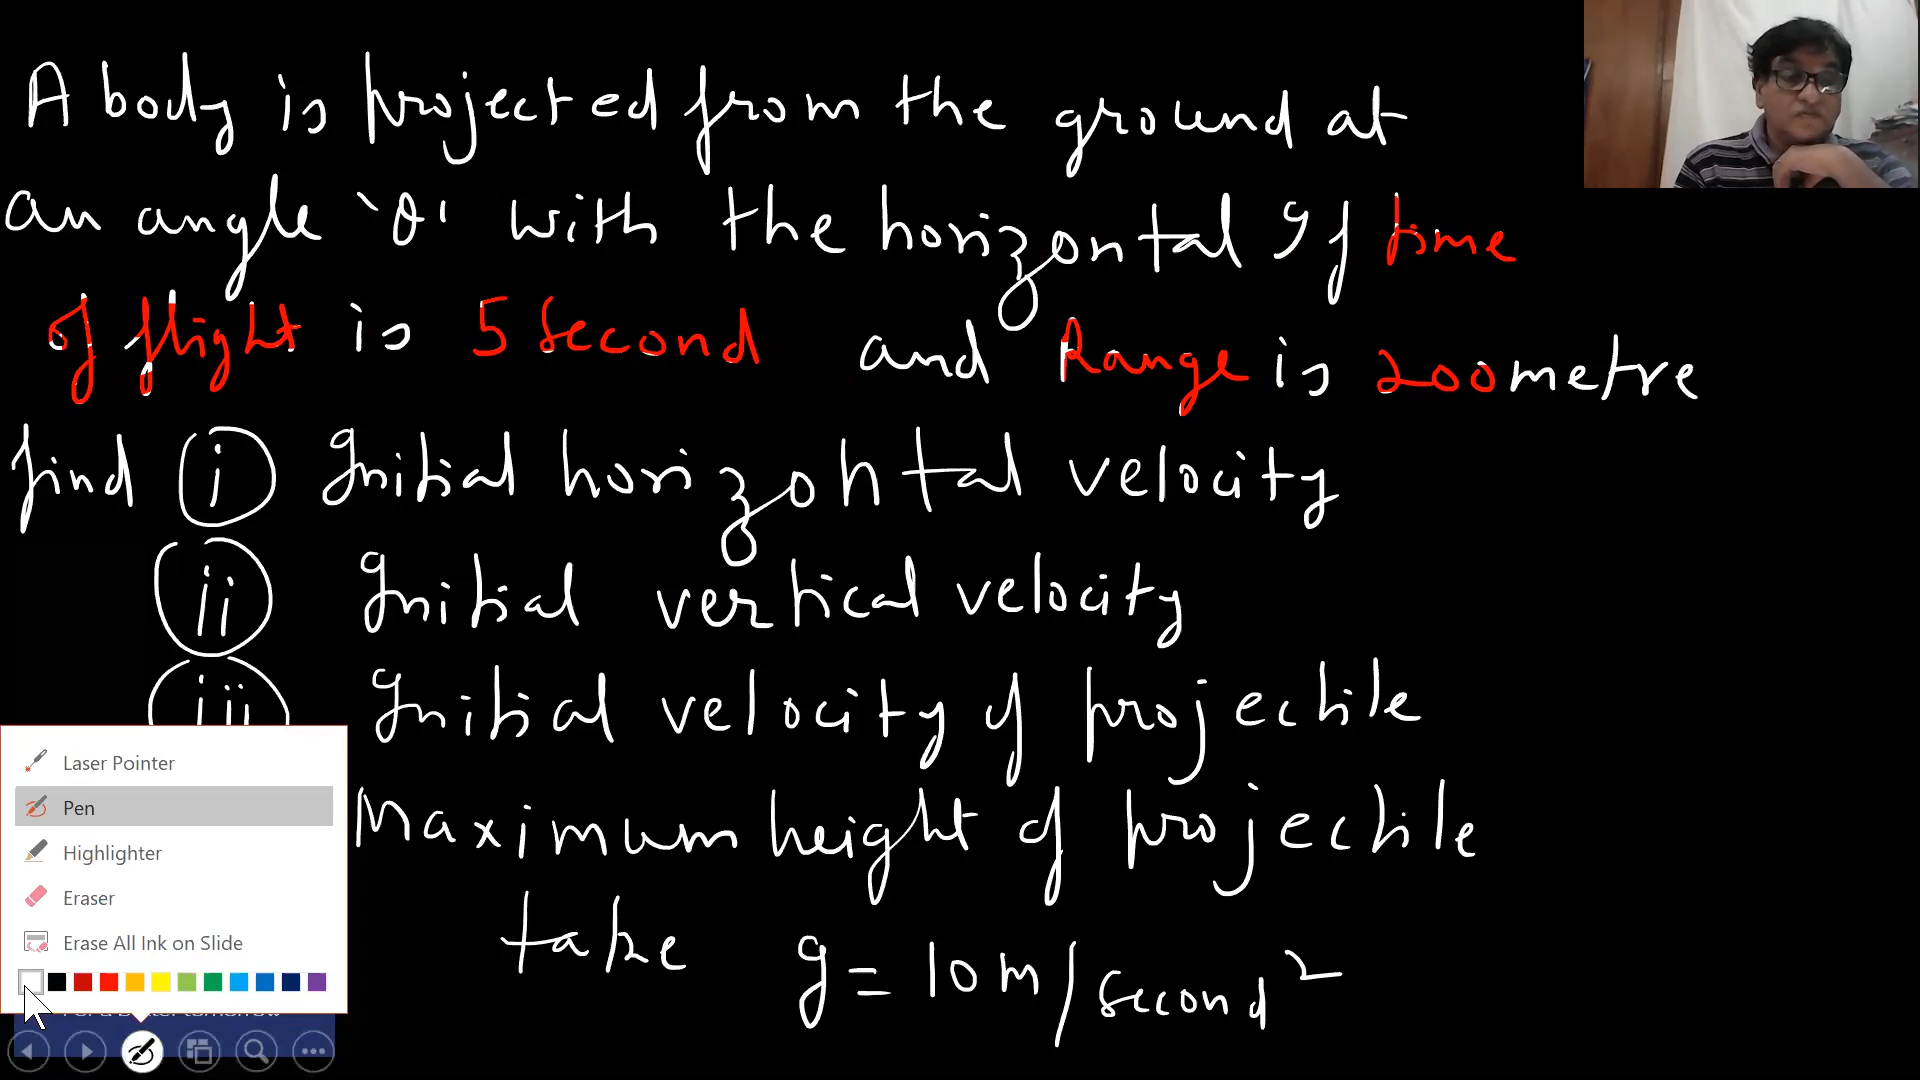 A body is projected from the ground at
an angle 'θ' with the horizontal If time
of flight is 5 Second and Range is 200 metre
find (i) Initial horizontal velocity
(ii) Initial vertical velocity
(iii) Initial velocity of projectile
Maximum height of projectile
take g = 10 m/second²
Laser Pointer
Pen
Highlighter
Eraser
Erase All Ink on Slide